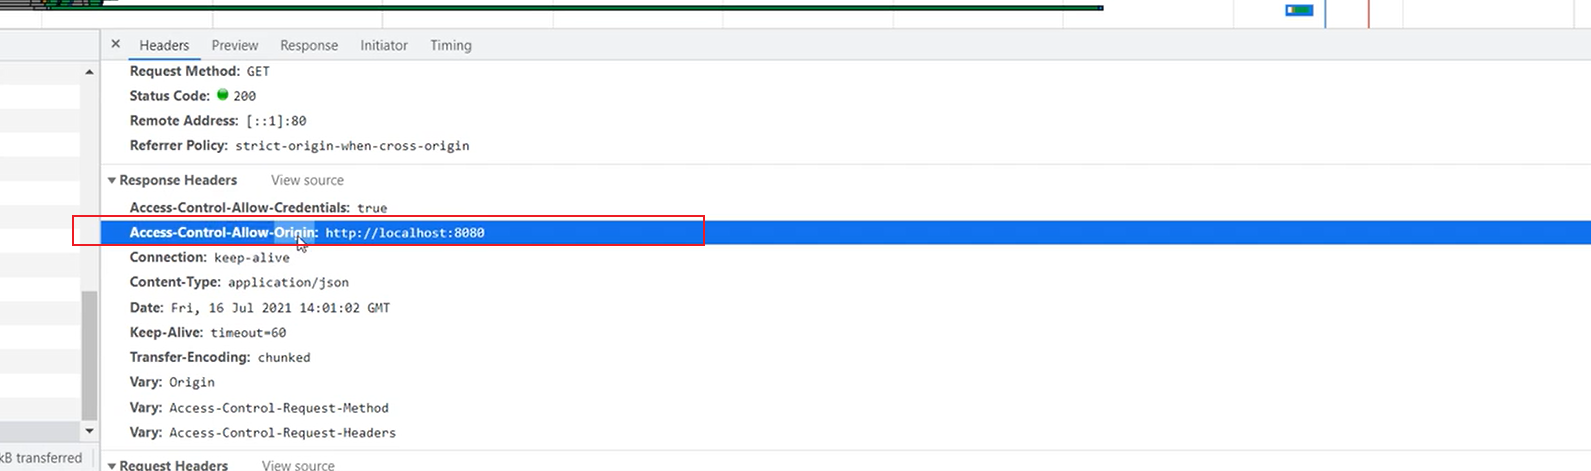 × Headers Preview Response Initiator Timing
Request Method: GET
Status Code: 200
Remote Address: [::1]:80
Referrer Policy: strict-origin-when-cross-origin
Response Headers View source
Access-Control-Allow-Credentials: true
Access-Control-Allow-Origin: http://localhost:8080
Connection: keep-alive
Content-Type: application/json
Date: Fri, 16 Jul 2021 14:01:02 GMT
Keep-Alive: timeout=60
Transfer-Encoding: chunked
Vary: Origin
Vary: Access-Control-Request-Method
Vary: Access-Control-Request-Headers
kB transferred
Request Headers View source